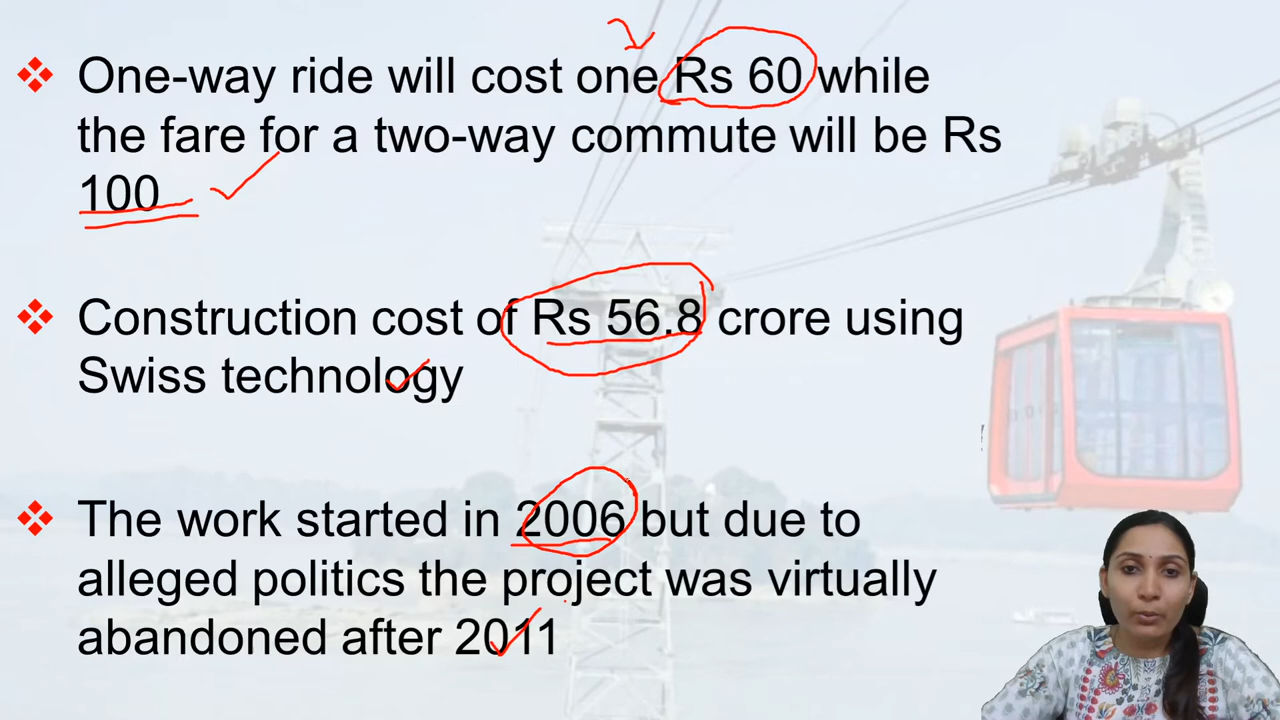 One-way ride will cost one Rs 60 while
the fare for a two-way commute will be Rs
100
Construction cost of Rs 56.8 crore using
Swiss technology
The work started in 2006 but due to
alleged politics the project was virtually
abandoned after 2011